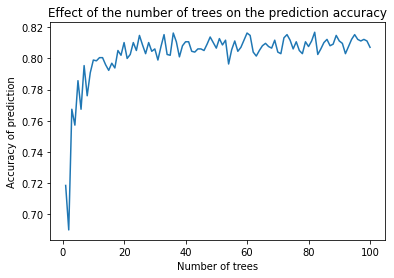 Effect of the number of trees on the prediction accuracy
0.82
0.80
0.78
0.76
0.74
0.72
0.70
Accuracy of prediction
0 20 40 60 80 100
Number of trees